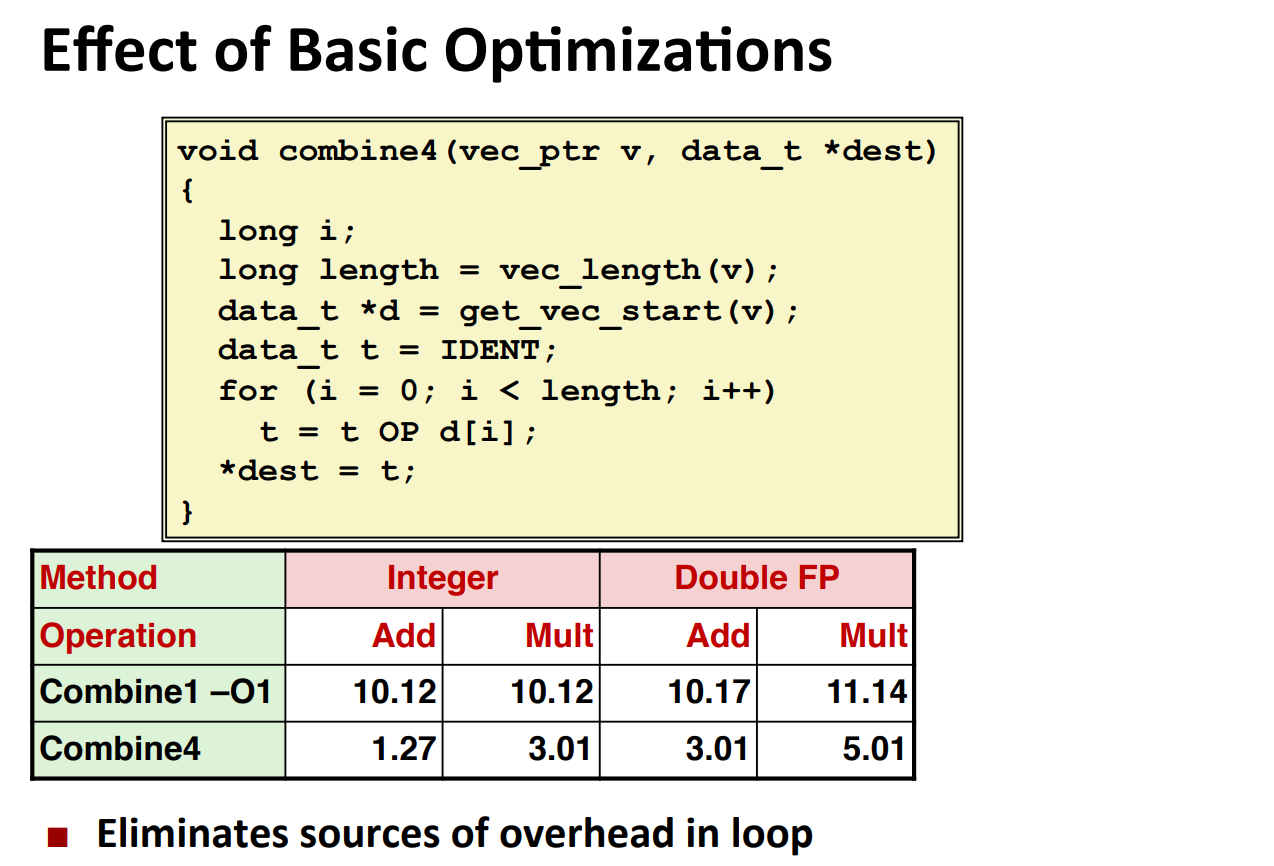 Effect of Basic Optimizations
void combine4(vec_ptr v, data_t *dest)
{
  long i;
  long length = vec_length(v);
  data_t *d = get_vec_start(v);
  data_t t = IDENT;
  for (i = 0; i < length; i++)
    t = t OP d[i];
  *dest = t;
}
Method Integer Double FP
Operation Add Mult Add Mult
Combine1 –O1 10.12 10.12 10.17 11.14
Combine4 1.27 3.01 3.01 5.01
■ Eliminates sources of overhead in loop